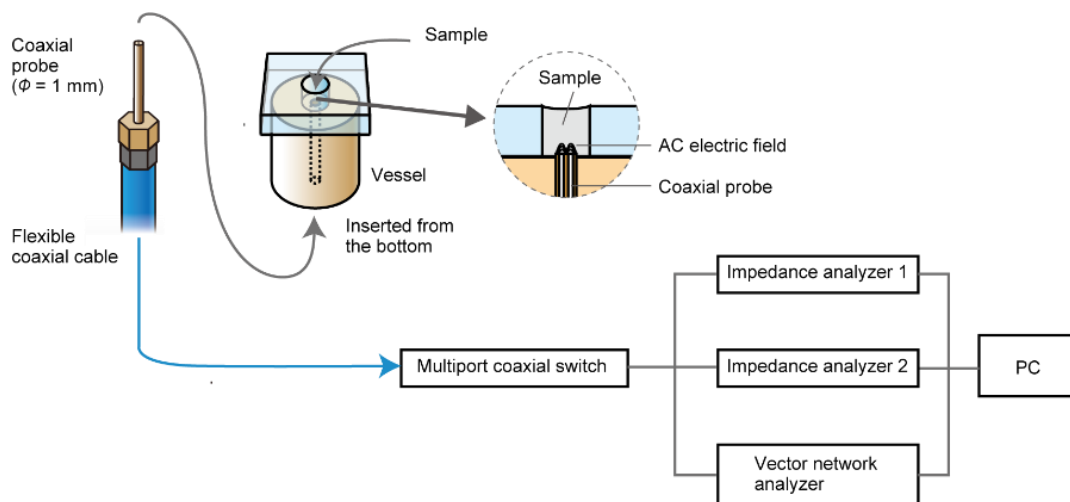 Coaxial
probe
(Φ = 1 mm)
Sample
Vessel
Inserted from
the bottom
Sample
AC electric field
Coaxial probe
Flexible
coaxial cable
Multiport coaxial switch
Impedance analyzer 1
Impedance analyzer 2
Vector network
analyzer
PC